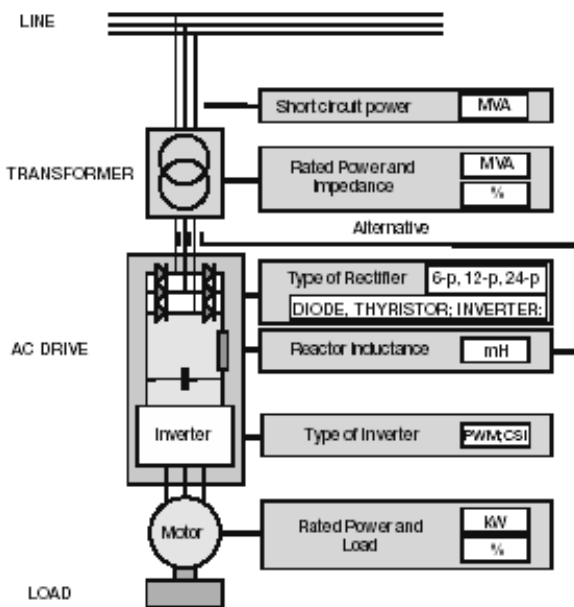 LINE
Short circuit power MVA
TRANSFORMER
Rated Power and
Impedance
MVA
%
Alternative
Type of Rectifier 6-p, 12-p, 24-p
DIODE, THYRISTOR; INVERTER:
AC DRIVE
Reactor Inductance mH
Inverter
Type of Inverter PWM;CSI
Motor
Rated Power and
Load
kW
%
LOAD